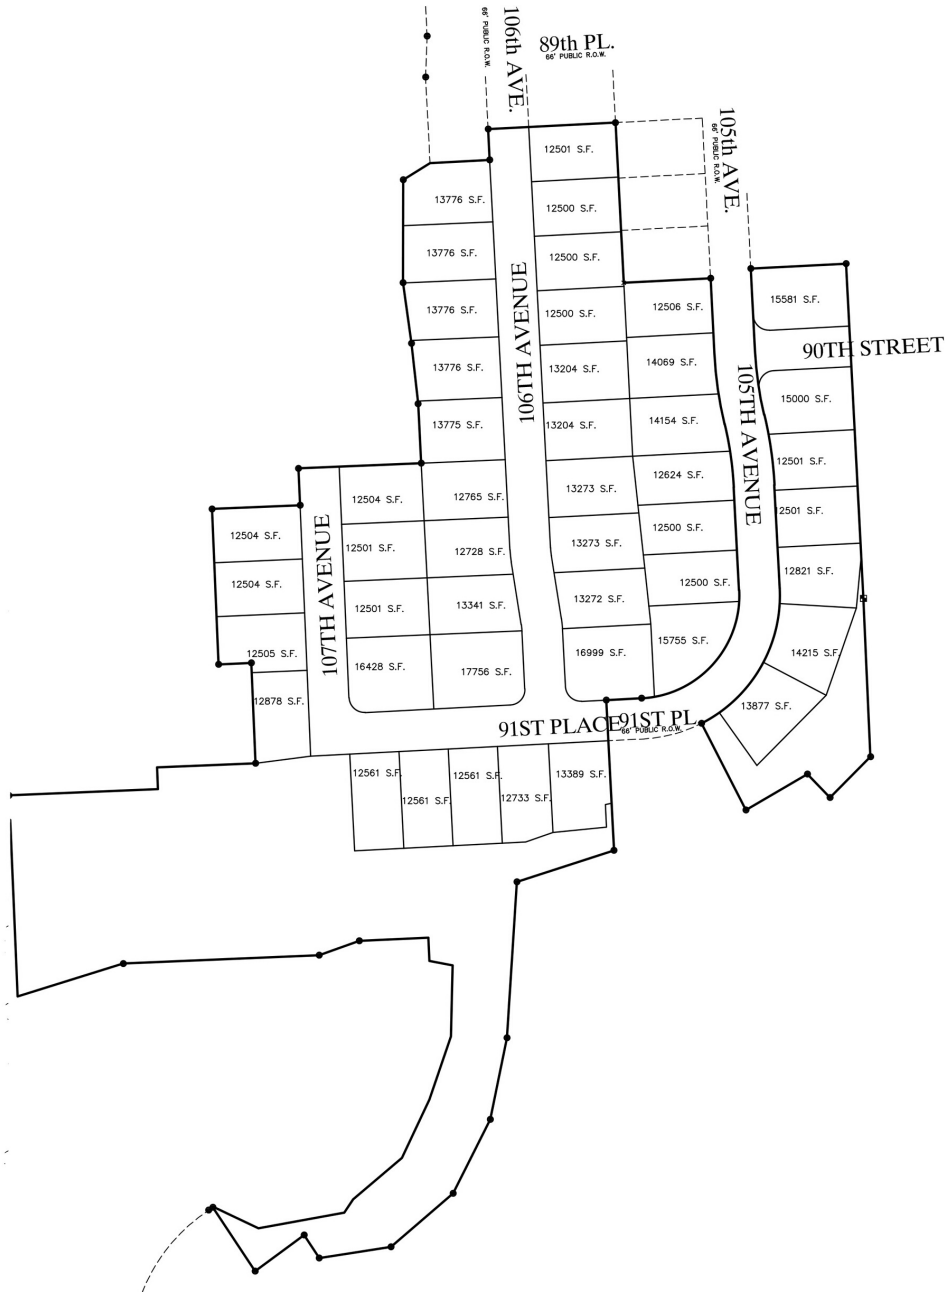 106th AVE.
66' PUBLIC R.O.W.
89th PL.
66' PUBLIC R.O.W.
105th AVE.
66' PUBLIC R.O.W.
12501 S.F.
13776 S.F.
12500 S.F.
13776 S.F.
12500 S.F.
106TH AVENUE
13776 S.F.
12500 S.F.
12506 S.F.
15581 S.F.
90TH STREET
13776 S.F.
13204 S.F.
14069 S.F.
105TH AVENUE
15000 S.F.
13775 S.F.
13204 S.F.
14154 S.F.
12501 S.F.
12504 S.F.
12765 S.F.
13273 S.F.
12624 S.F.
12501 S.F.
12504 S.F.
107TH AVENUE
12501 S.F.
12728 S.F.
13273 S.F.
12500 S.F.
12821 S.F.
12504 S.F.
12501 S.F.
13341 S.F.
13272 S.F.
12500 S.F.
14215 S.F.
12505 S.F.
16428 S.F.
17756 S.F.
16999 S.F.
15755 S.F.
13877 S.F.
12878 S.F.
91ST PLACE
91ST PL.
66' PUBLIC R.O.W.
12561 S.F.
12561 S.F.
12561 S.F.
12733 S.F.
13389 S.F.